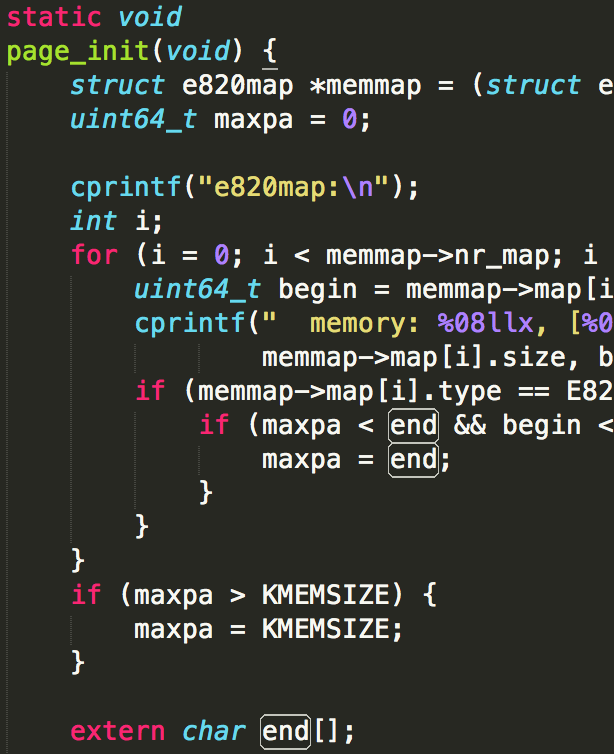 static void
page_init(void) {
    struct e820map *memmap = (struct e
    uint64_t maxpa = 0;

    cprintf("e820map:\n");
    int i;
    for (i = 0; i < memmap->nr_map; i
        uint64_t begin = memmap->map[i
        cprintf("  memory: %08llx, [%0
                memmap->map[i].size, b
        if (memmap->map[i].type == E82
            if (maxpa < end && begin <
                maxpa = end;
            }
        }
    }
    if (maxpa > KMEMSIZE) {
        maxpa = KMEMSIZE;
    }

    extern char end[];